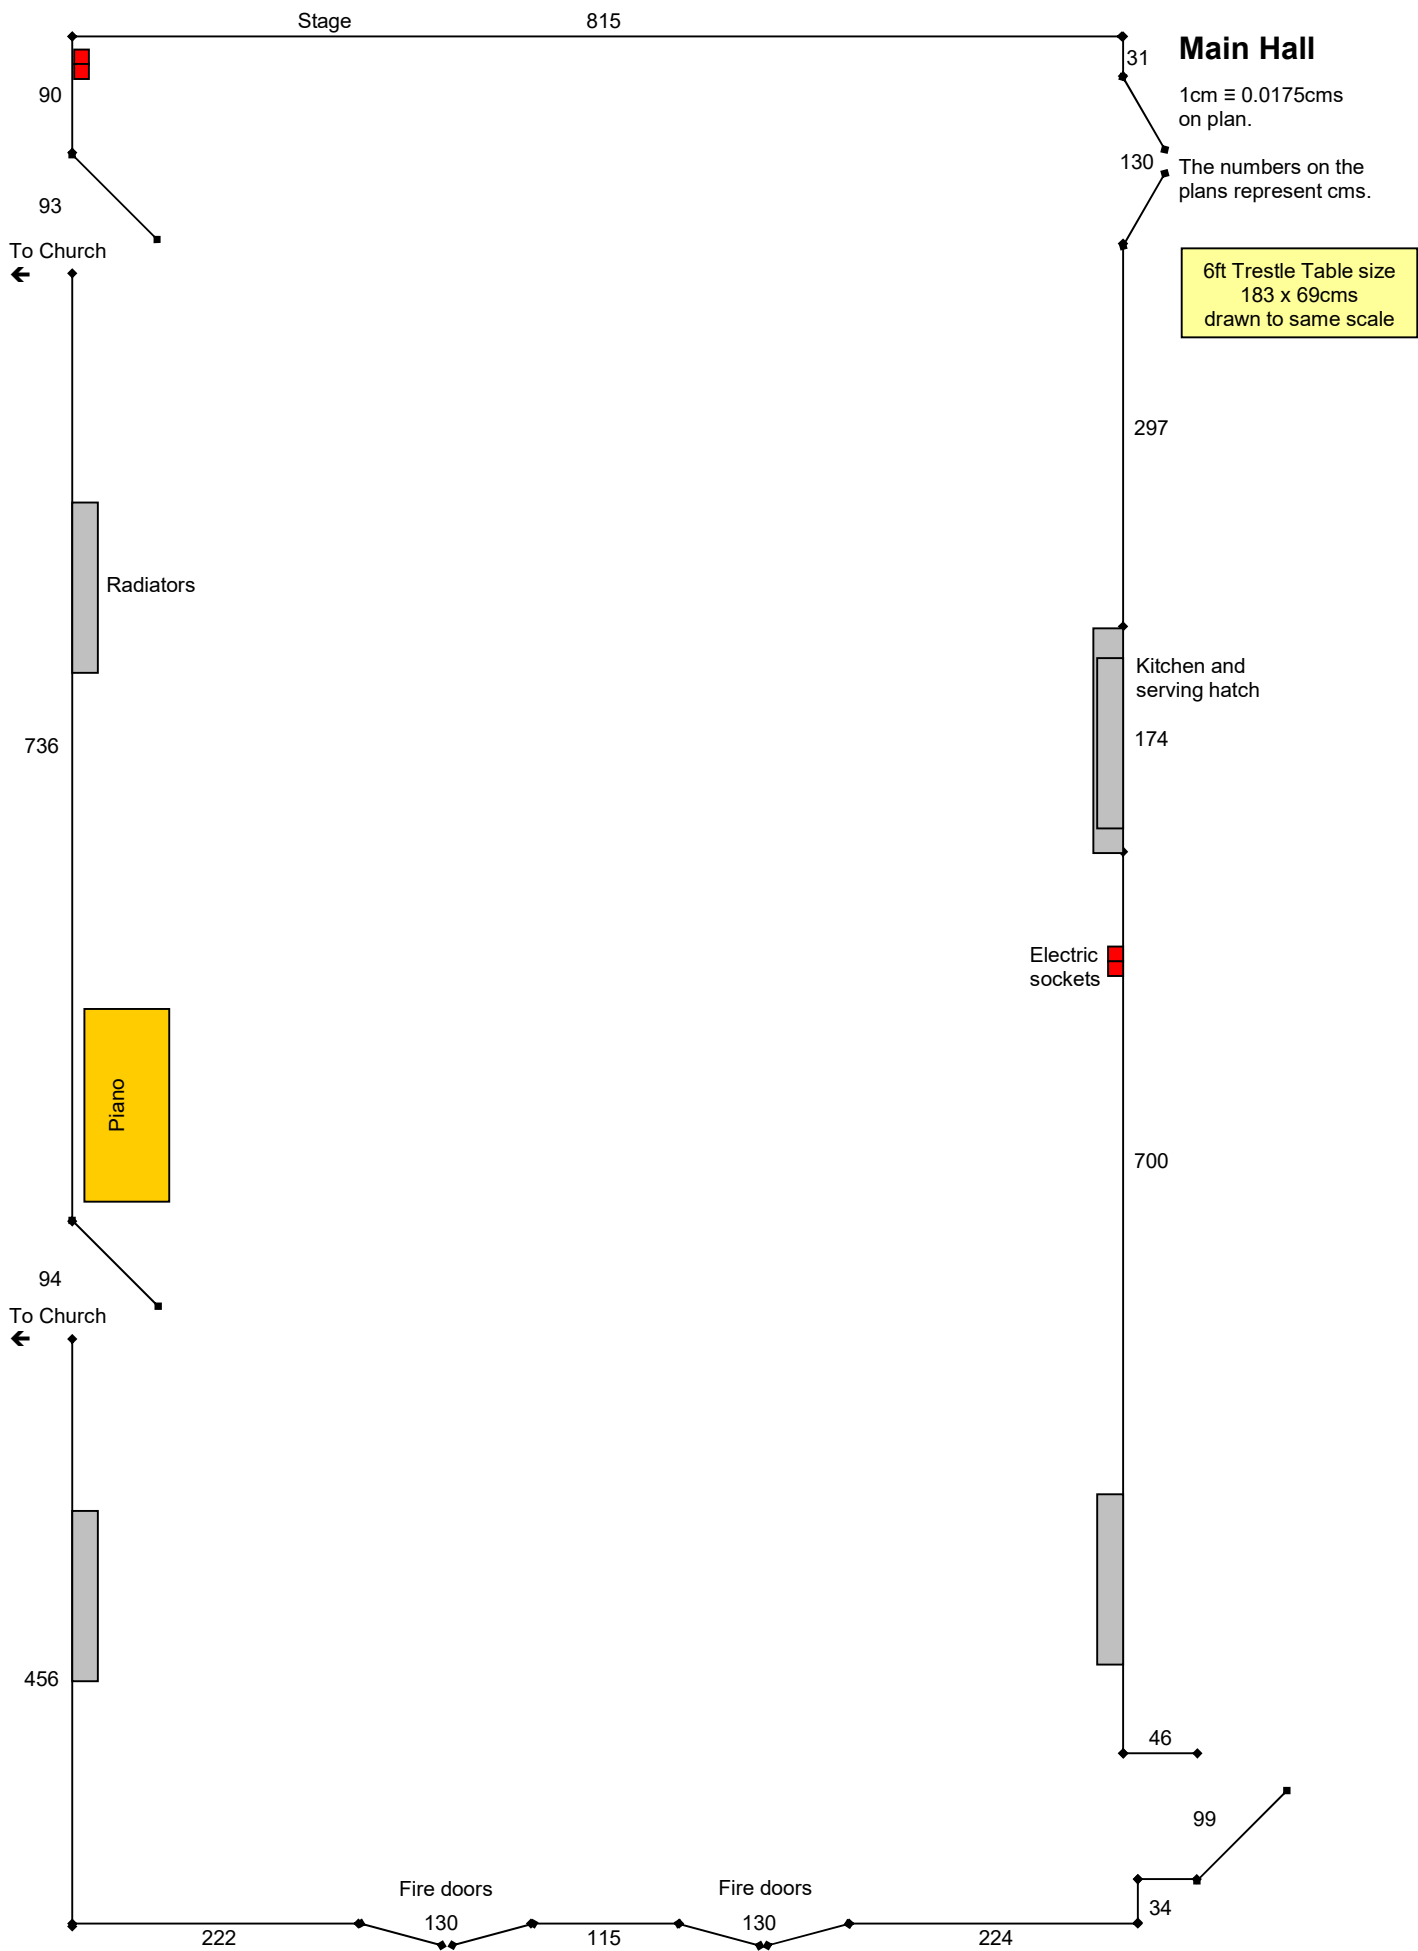 Stage
815
Main Hall
31
1cm ≡ 0.0175cms
on plan.
90
130
The numbers on the
plans represent cms.
93
To Church
←
6ft Trestle Table size
183 x 69cms
drawn to same scale
297
Radiators
Kitchen and
serving hatch
174
736
Electric
sockets
Piano
700
94
To Church
←
456
46
99
Fire doors
Fire doors
34
130
130
222
115
224